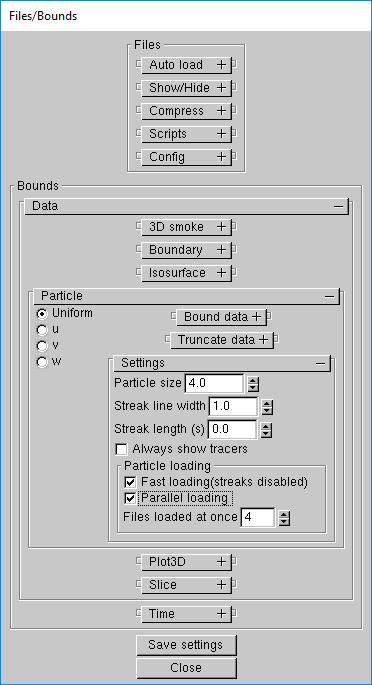 Files/Bounds
Files
Auto load +
Show/Hide +
Compress +
Scripts +
Config +
Bounds
Data −
3D smoke +
Boundary +
Isosurface +
Particle −
Uniform
u
v
w
Bound data +
Truncate data +
Settings −
Particle size 4.0
Streak line width 1.0
Streak length (s) 0.0
Always show tracers
Particle loading
Fast loading(streaks disabled)
Parallel loading
Files loaded at once 4
Plot3D +
Slice +
Time +
Save settings
Close